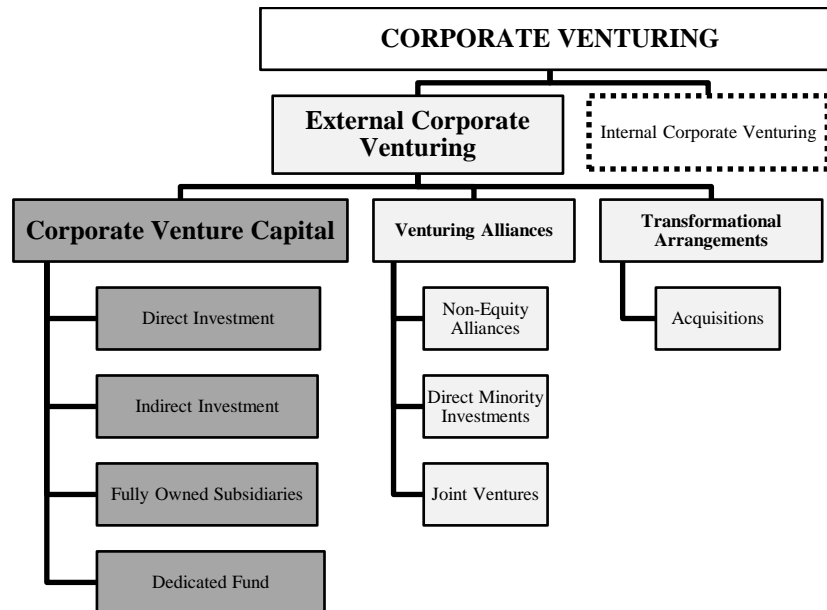 CORPORATE VENTURING
External Corporate
Venturing
Internal Corporate Venturing
Corporate Venture Capital
Venturing Alliances
Transformational
Arrangements
Direct Investment
Non-Equity
Alliances
Acquisitions
Indirect Investment
Direct Minority
Investments
Fully Owned Subsidiaries
Joint Ventures
Dedicated Fund